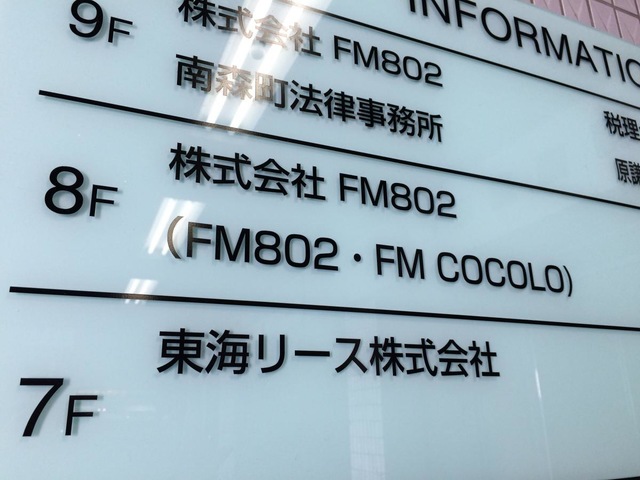 INFORMATIO
9F
株式会社 FM802
南森町法律事務所
税理
原
8F
株式会社 FM802
(FM802・FM COCOLO)
7F
東海リース株式会社